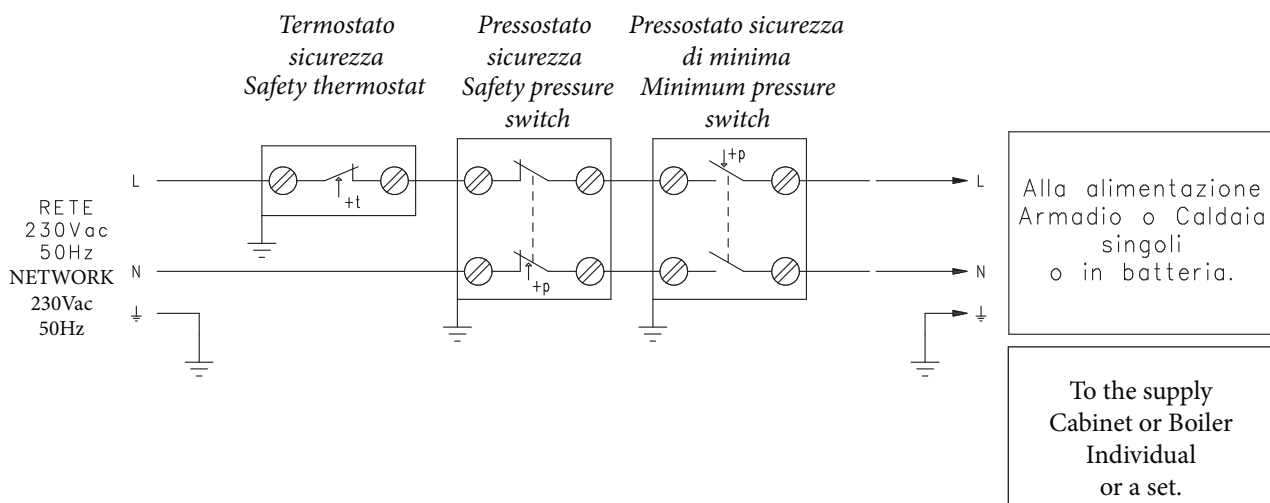 Termostato
sicurezza
Safety thermostat
Pressostato
sicurezza
Safety pressure
switch
Pressostato sicurezza
di minima
Minimum pressure
switch
L
+t
+p
L
RETE
230Vac
50Hz
NETWORK
230Vac
50Hz
N
+p
N
Alla alimentazione
Armadio o Caldaia
singoli
o in batteria.
To the supply
Cabinet or Boiler
Individual
or a set.